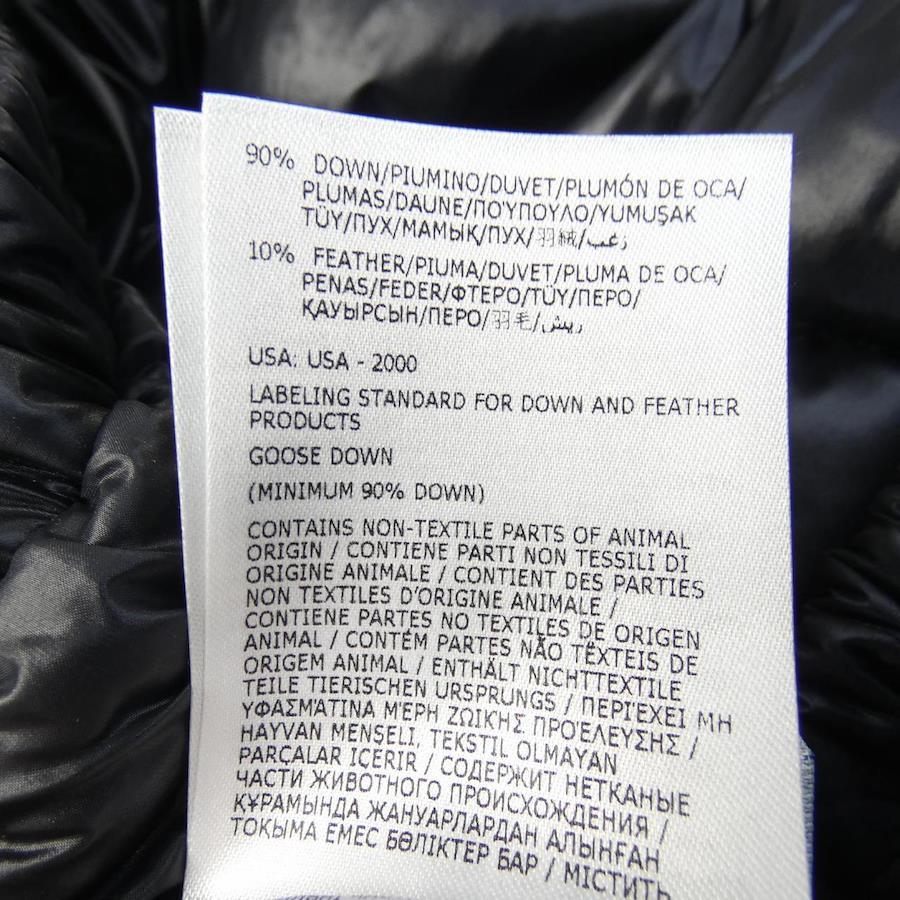 90% DOWN/PIUMINO/DUVET/PLUMÓN DE OCA/
PLUMAS/DAUNE/ΠΟΥΠΟΥΛΟ/YUMUŞAK
TÜY/ПУХ/МАМЫҚ/ПУХ/羽絨/زغب
10% FEATHER/PIUMA/DUVET/PLUMA DE OCA/
PENAS/FEDER/ΦΤΕΡΌ/TÜY/ПЕРО/
ҚАУЫРСЫН/ПЕРО/羽毛/ريش
USA: USA - 2000
LABELING STANDARD FOR DOWN AND FEATHER
PRODUCTS
GOOSE DOWN
(MINIMUM 90% DOWN)
CONTAINS NON-TEXTILE PARTS OF ANIMAL
ORIGIN / CONTIENE PARTI NON TESSILI DI
ORIGINE ANIMALE / CONTIENT DES PARTIES
NON TEXTILES D'ORIGINE ANIMALE /
CONTIENE PARTES NO TEXTILES DE ORIGEN
ANIMAL / CONTÉM PARTES NÃO TËXTEIS DE
ORIGEM ANIMAL / ENTHÄLT NICHTTEXTILE
TEILE TIERISCHEN URSPRUNGS / ΠΕΡΙΈΧΕΙ ΜΗ
ΥΦΑΣΜΆΤΙΝΑ ΜΈΡΗ ΖΩΙΚΉΣ ΠΡΟΈΛΕΥΣΗΣ /
HAYVAN MENŞELİ, TEKSTIL OLMAYAN
PARÇALAR IÇERIR / СОДЕРЖИТ НЕТКАНЫЕ
ЧАСТИ ЖИВОТНОГО ПРОИСХОЖДЕНИЯ /
ҚҰРАМЫНДА ЖАНУАРЛАРДАН АЛЫНҒАН
ТОКЫМА ЕМЕС БӨЛІКТЕР БАР / МІСТИТЬ